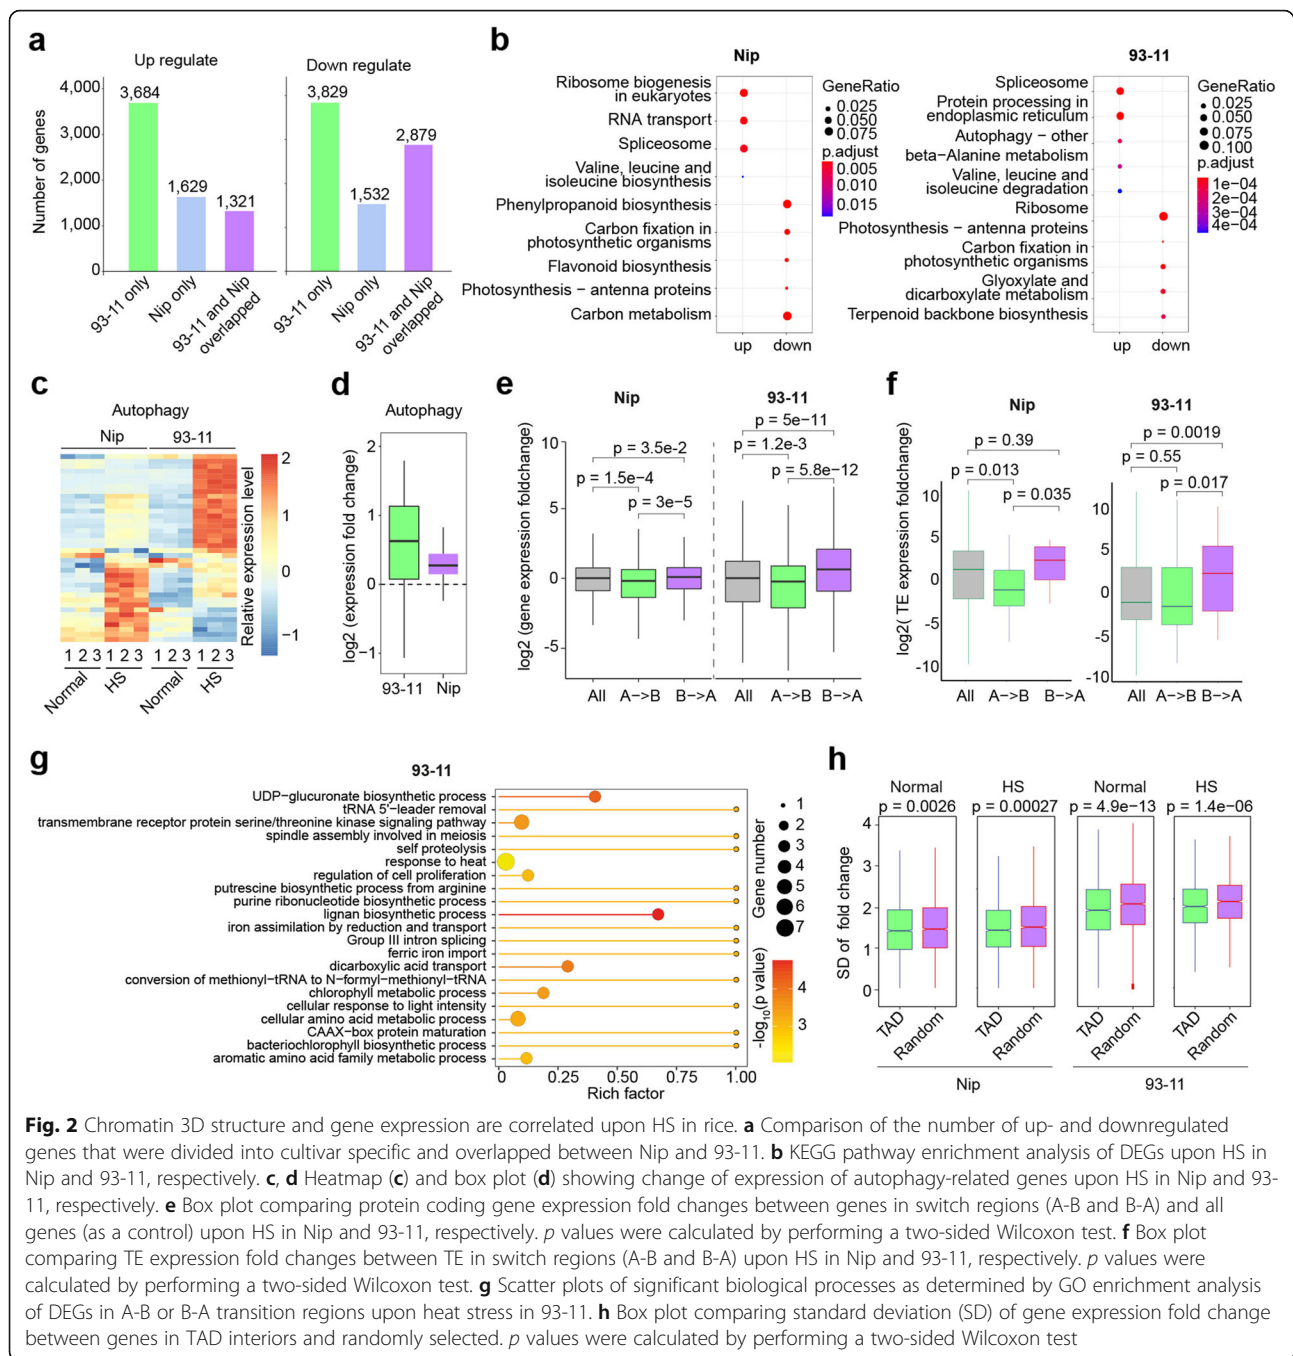 a
Up regulate
Down regulate
Number of genes
4,000
3,000
2,000
1,000
0
3,684
1,629
1,321
3,829
1,532
2,879
93-11 only
Nip only
93-11 and Nip
overlapped
93-11 only
Nip only
93-11 and Nip
overlapped
b
Nip
Ribosome biogenesis
in eukaryotes
RNA transport
Spliceosome
Valine, leucine and
isoleucine biosynthesis
Phenylpropanoid biosynthesis
Carbon fixation in
photosynthetic organisms
Flavonoid biosynthesis
Photosynthesis − antenna proteins
Carbon metabolism
up down
GeneRatio
0.025
0.050
0.075
p.adjust
0.005
0.010
0.015
93-11
Spliceosome
Protein processing in
endoplasmic reticulum
Autophagy − other
beta−Alanine metabolism
Valine, leucine and
isoleucine degradation
Ribosome
Photosynthesis − antenna proteins
Carbon fixation in
photosynthetic organisms
Glyoxylate and
dicarboxylate metabolism
Terpenoid backbone biosynthesis
up down
GeneRatio
0.025
0.050
0.075
0.100
p.adjust
1e−04
2e−04
3e−04
4e−04
c
Autophagy
Nip 93-11
1 2 3 1 2 3 1 2 3 1 2 3
Normal HS Normal HS
Relative expression level
2
1
0
−1
d
Autophagy
log2 (expression fold change)
2
1
0
−1
93-11 Nip
e
Nip 93-11
log2 (gene expression foldchange)
10
5
0
−5
p = 3.5e−2
p = 1.5e−4
p = 3e−5
p = 5e−11
p = 1.2e−3
p = 5.8e−12
All A−>B B−>A All A−>B B−>A
f
Nip
93-11
log2( TE expression foldchange)
p = 0.39
p = 0.013
p = 0.035
10
5
0
-5
-10
All A−>B B−>A
p = 0.0019
p = 0.55
p = 0.017
10
5
0
-5
-10
All A−>B B−>A
g
93-11
UDP−glucuronate biosynthetic process
tRNA 5'−leader removal
transmembrane receptor protein serine/threonine kinase signaling pathway
spindle assembly involved in meiosis
self proteolysis
response to heat
regulation of cell proliferation
putrescine biosynthetic process from arginine
purine ribonucleotide biosynthetic process
lignan biosynthetic process
iron assimilation by reduction and transport
Group III intron splicing
ferric iron import
dicarboxylic acid transport
conversion of methionyl−tRNA to N−formyl−methionyl−tRNA
chlorophyll metabolic process
cellular response to light intensity
cellular amino acid metabolic process
CAAX−box protein maturation
bacteriochlorophyll biosynthetic process
aromatic amino acid family metabolic process
0 0.25 0.50 0.75 1.00
Rich factor
Gene number
1
2
3
4
5
6
7
-log10(p value)
4
3
h
Normal HS Normal HS
p = 0.0026 p = 0.00027 p = 4.9e−13 p = 1.4e−06
SD of fold change
4
3
2
1
0
TAD Random TAD Random TAD Random TAD Random
Nip 93-11
Fig. 2 Chromatin 3D structure and gene expression are correlated upon HS in rice. a Comparison of the number of up- and downregulated
genes that were divided into cultivar specific and overlapped between Nip and 93-11. b KEGG pathway enrichment analysis of DEGs upon HS in
Nip and 93-11, respectively. c, d Heatmap (c) and box plot (d) showing change of expression of autophagy-related genes upon HS in Nip and 93-
11, respectively. e Box plot comparing protein coding gene expression fold changes between genes in switch regions (A-B and B-A) and all
genes (as a control) upon HS in Nip and 93-11, respectively. p values were calculated by performing a two-sided Wilcoxon test. f Box plot
comparing TE expression fold changes between TE in switch regions (A-B and B-A) upon HS in Nip and 93-11, respectively. p values were
calculated by performing a two-sided Wilcoxon test. g Scatter plots of significant biological processes as determined by GO enrichment analysis
of DEGs in A-B or B-A transition regions upon heat stress in 93-11. h Box plot comparing standard deviation (SD) of gene expression fold change
between genes in TAD interiors and randomly selected. p values were calculated by performing a two-sided Wilcoxon test